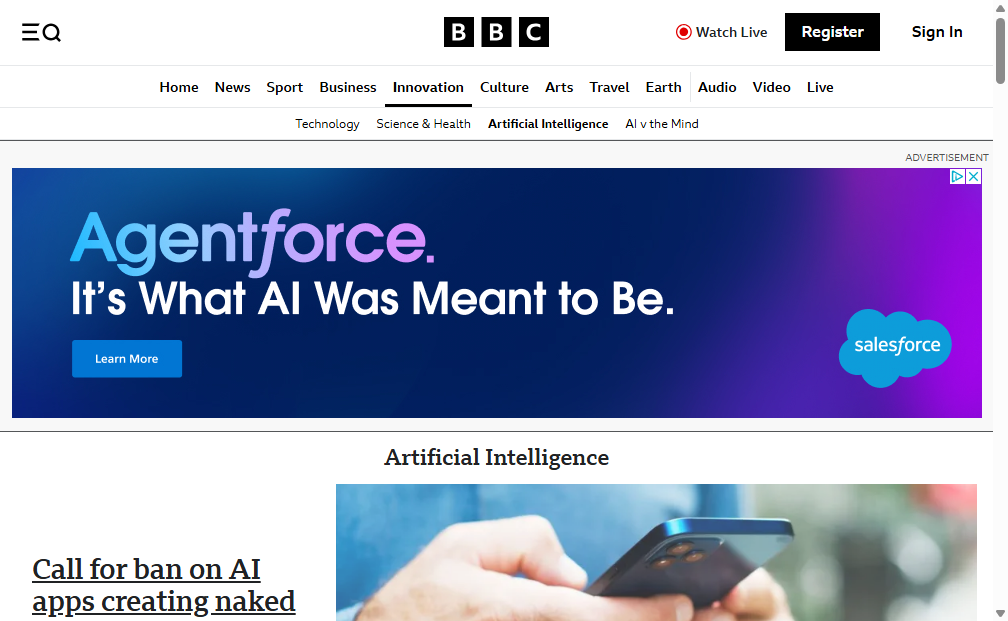 BBC
Watch Live
Register
Sign In
Home News Sport Business Innovation Culture Arts Travel Earth Audio Video Live
Technology Science & Health Artificial Intelligence AI v the Mind
ADVERTISEMENT
Agentforce.
It's What AI Was Meant to Be.
Learn More
salesforce
Artificial Intelligence
Call for ban on AI
apps creating naked